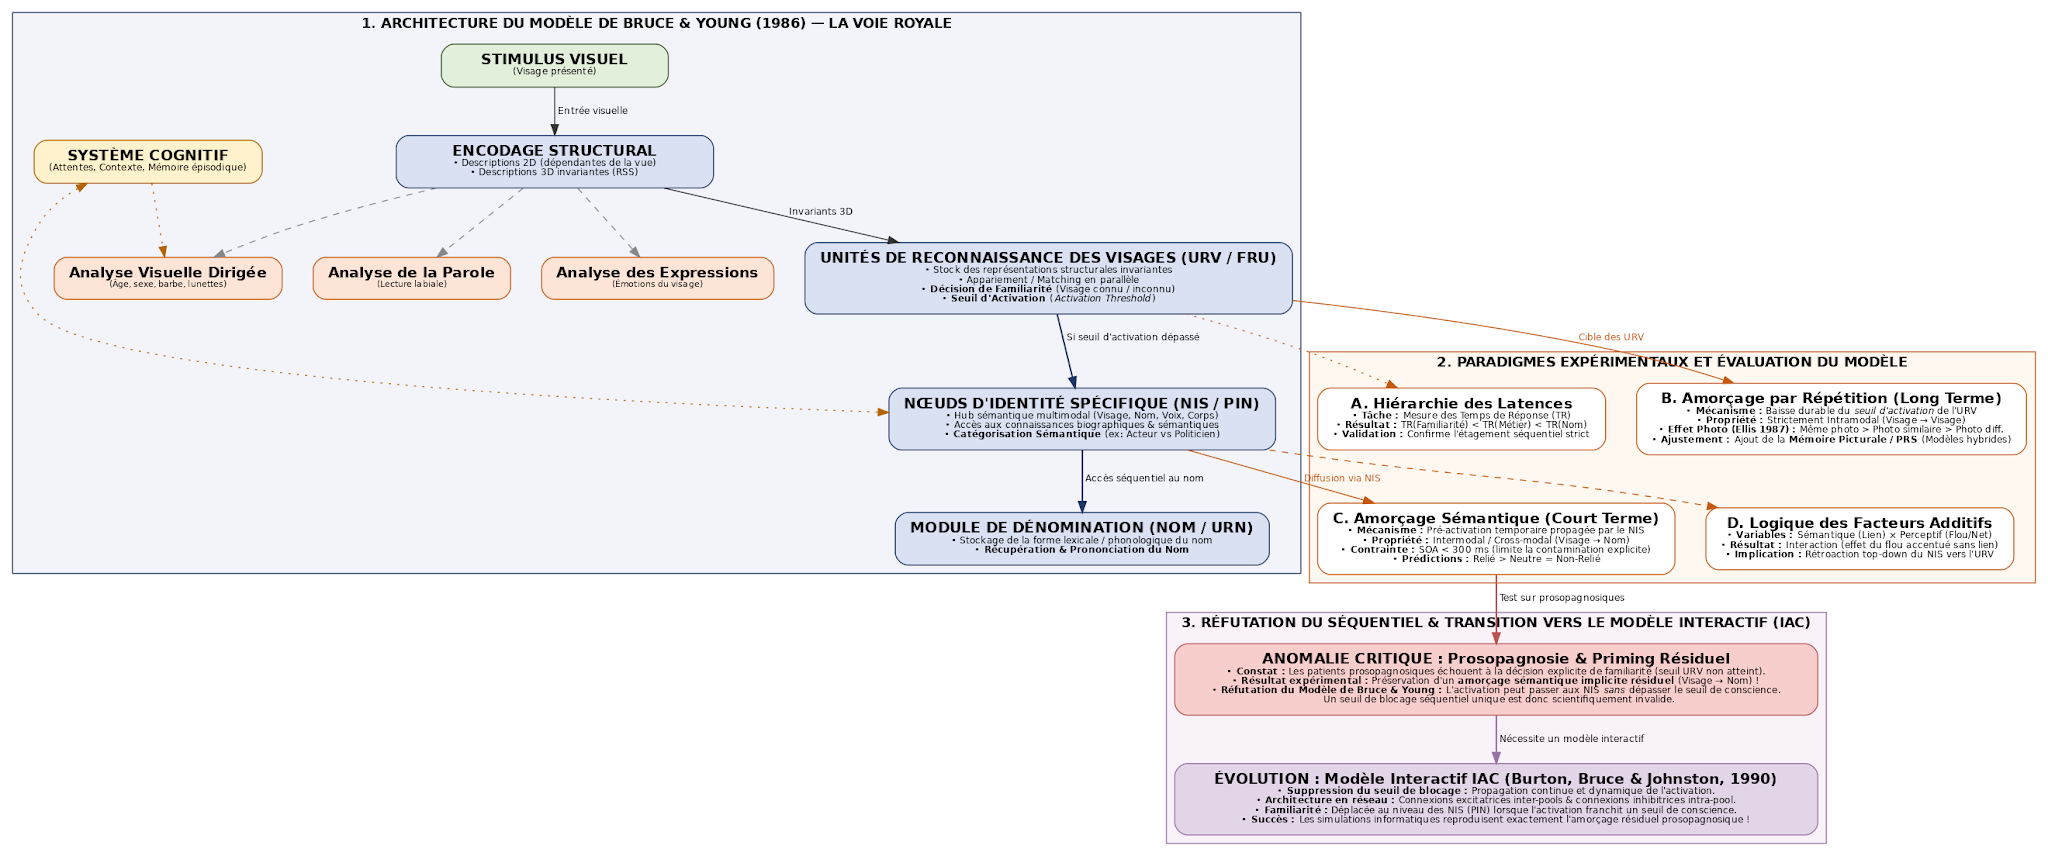 1. ARCHITECTURE DU MODÈLE DE BRUCE & YOUNG (1986) — LA VOIE ROYALE
STIMULUS VISUEL
(Visage présenté)
Entrée visuelle
SYSTÈME COGNITIF
(Attentes, Contexte, Mémoire épisodique)
ENCODAGE STRUCTURAL
• Descriptions 2D (dépendantes de la vue)
• Descriptions 3D invariantes (RSS)
Invariants 3D
Analyse Visuelle Dirigée
(Âge, sexe, barbe, lunettes)
Analyse de la Parole
(Lecture labiale)
Analyse des Expressions
(Émotions du visage)
UNITÉS DE RECONNAISSANCE DES VISAGES (URV / FRU)
• Stock des représentations structurales invariantes
• Appariement / Matching en parallèle
• Décision de Familiarité (Visage connu / inconnu)
• Seuil d'Activation (Activation Threshold)
Si seuil d'activation dépassé
Cible des URV
NŒUDS D'IDENTITÉ SPÉCIFIQUE (NIS / PIN)
• Hub sémantique multimodal (Visage, Nom, Voix, Corps)
• Accès aux connaissances biographiques & sémantiques
• Catégorisation Sémantique (ex: Acteur vs Politicien)
Accès séquentiel au nom
Diffusion via NIS
MODULE DE DÉNOMINATION (NOM / URN)
• Stockage de la forme lexicale / phonologique du nom
• Récupération & Prononciation du Nom
2. PARADIGMES EXPÉRIMENTAUX ET ÉVALUATION DU MODÈLE
A. Hiérarchie des Latences
• Tâche : Mesure des Temps de Réponse (TR)
• Résultat : TR(Familiarité) < TR(Métier) < TR(Nom)
• Validation : Confirme l'étagement séquentiel strict
B. Amorçage par Répétition (Long Terme)
• Mécanisme : Baisse durable du seuil d'activation de l'URV
• Propriété : Strictement Intramodal (Visage → Visage)
• Effet Photo (Ellis 1987) : Même photo > Photo similaire > Photo diff.
• Ajustement : Ajout de la Mémoire Picturale / PRS (Modèles hybrides)
C. Amorçage Sémantique (Court Terme)
• Mécanisme : Pré-activation temporaire propagée par le NIS
• Propriété : Intermodal / Cross-modal (Visage → Nom)
• Contrainte : SOA < 300 ms (limite la contamination explicite)
• Prédictions : Relié > Neutre = Non-Relié
D. Logique des Facteurs Additifs
• Variables : Sémantique (Lien) × Perceptif (Flou/Net)
• Résultat : Interaction (effet du flou accentué sans lien)
• Implication : Rétroaction top-down du NIS vers l'URV
Test sur prosopagnosiques
3. RÉFUTATION DU SÉQUENTIEL & TRANSITION VERS LE MODÈLE INTERACTIF (IAC)
ANOMALIE CRITIQUE : Prosopagnosie & Priming Résiduel
• Constat : Les patients prosopagnosiques échouent à la décision explicite de familiarité (seuil URV non atteint).
• Résultat expérimental : Préservation d'un amorçage sémantique implicite résiduel (Visage → Nom) !
• Réfutation du Modèle de Bruce & Young : L'activation peut passer aux NIS sans dépasser le seuil de conscience.
Un seuil de blocage séquentiel unique est donc scientifiquement invalide.
Nécessite un modèle interactif
ÉVOLUTION : Modèle Interactif IAC (Burton, Bruce & Johnston, 1990)
• Suppression du seuil de blocage : Propagation continue et dynamique de l'activation.
• Architecture en réseau : Connexions excitatrices inter-pools & connexions inhibitrices intra-pool.
• Familiarité : Déplacée au niveau des NIS (PIN) lorsque l'activation franchit un seuil de conscience.
• Succès : Les simulations informatiques reproduisent exactement l'amorçage résiduel prosopagnosique !